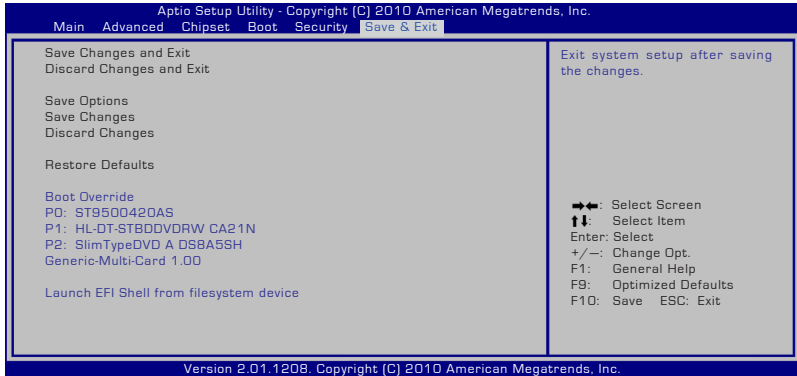 Aptio Setup Utility - Copyright (C) 2010 American Megatrends, Inc.
Main Advanced Chipset Boot Security Save & Exit
Save Changes and Exit
Discard Changes and Exit
Save Options
Save Changes
Discard Changes
Restore Defaults
Boot Override
P0: ST9500420AS
P1: HL-DT-STBDDVDRW CA21N
P2: SlimTypeDVD A DS8A5SH
Generic-Multi-Card 1.00
Launch EFI Shell from filesystem device
Exit system setup after saving
the changes.
→←: Select Screen
↑↓: Select Item
Enter: Select
+/—: Change Opt.
F1: General Help
F9: Optimized Defaults
F10: Save ESC: Exit
Version 2.01.1208. Copyright (C) 2010 American Megatrends, Inc.